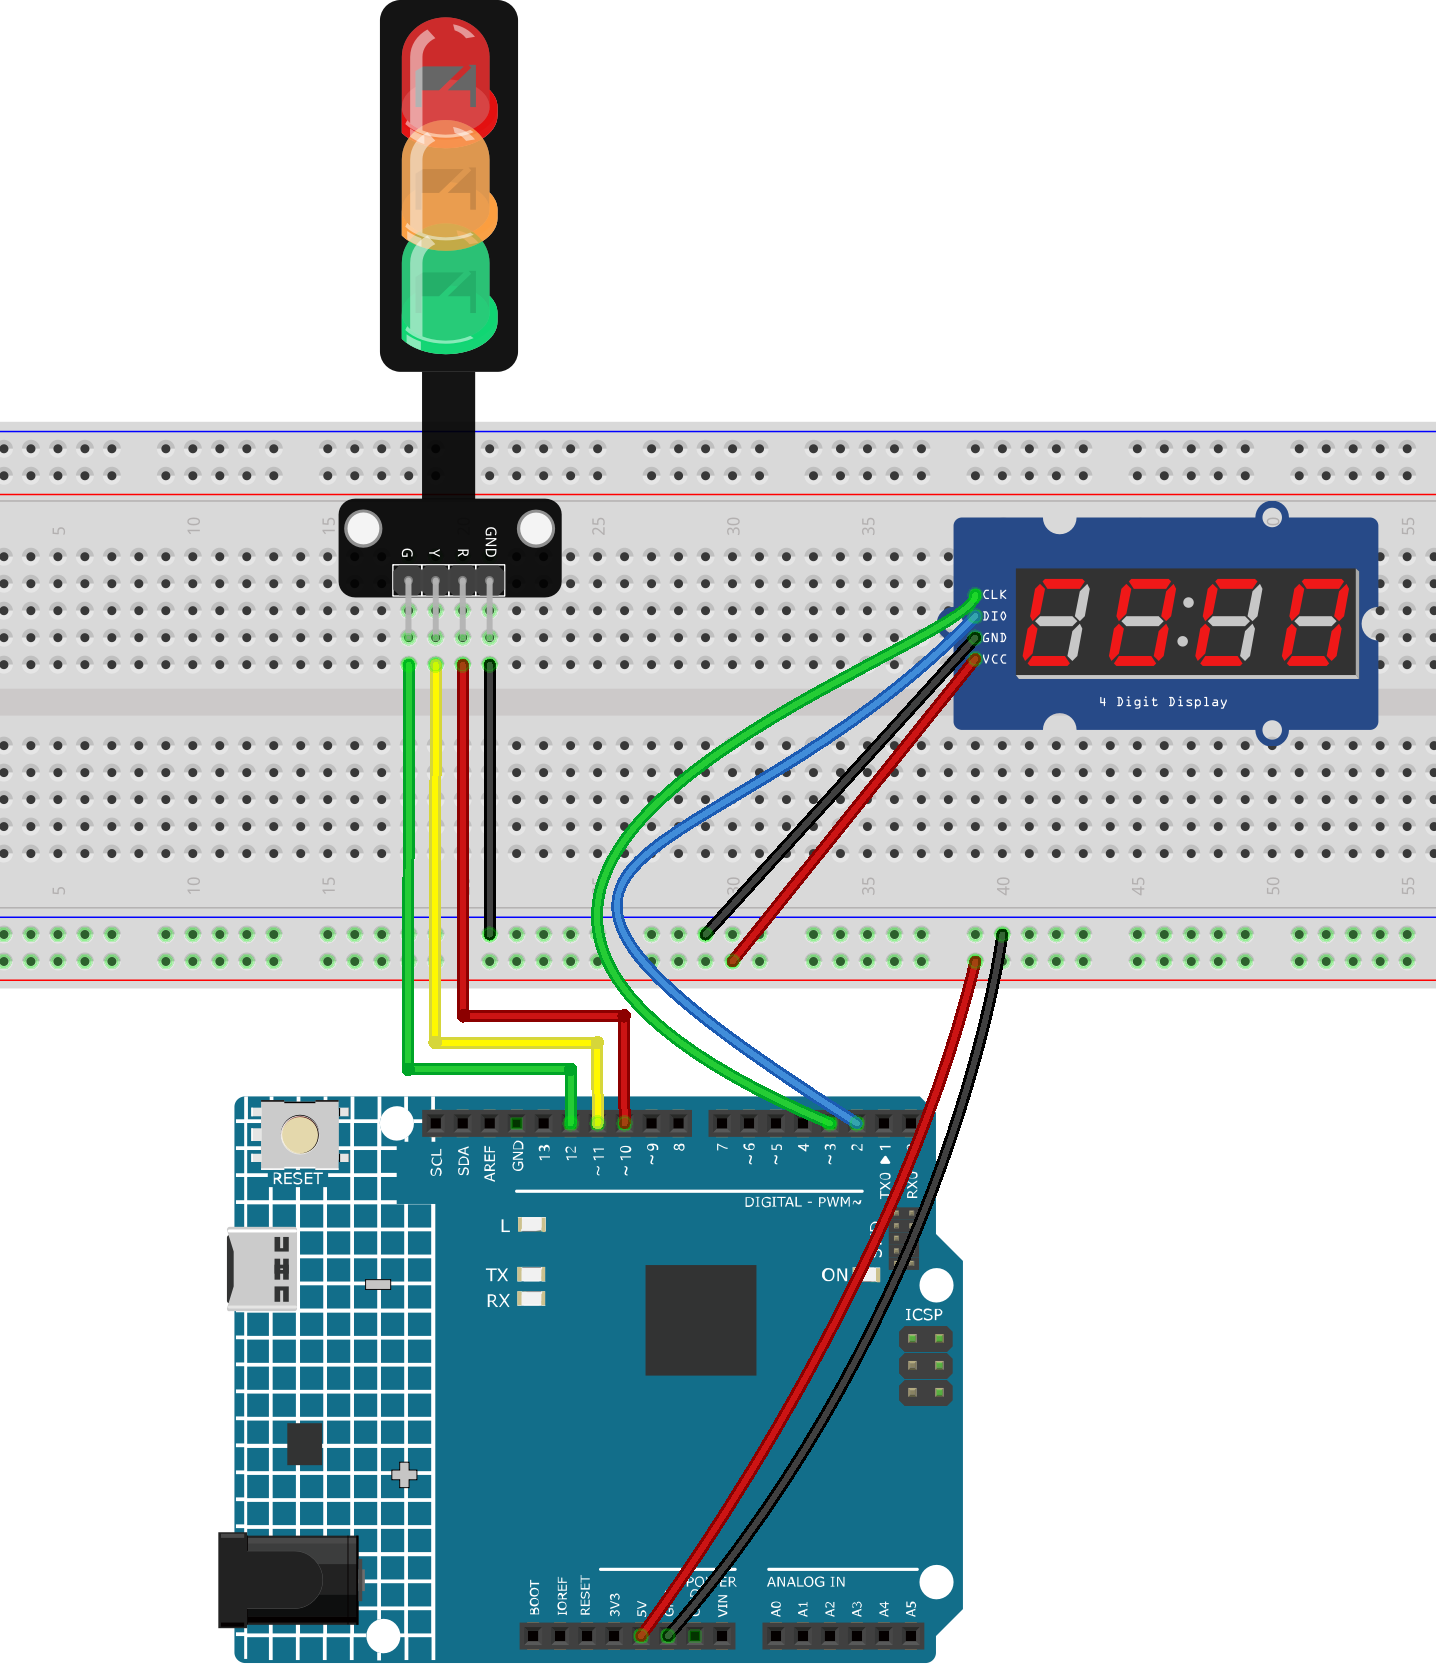 5 10 15 25 30 35 55
G Y R GND
CLK
DIO
GND
VCC
4 Digit Display
5 10 15 30 35 40 45 50 55
SCL SDA AREF GND 13 12 ~11 ~10 ~9 8 7 ~6 ~5 4 ~3 2 TX0 ▶1 RX0
RESET
DIGITAL - PWM~
L
TX
RX
ON
ICSP
POWER
ANALOG IN
BOOT IOREF RESET 3V3 5V VIN A0 A1 A2 A3 A4 A5